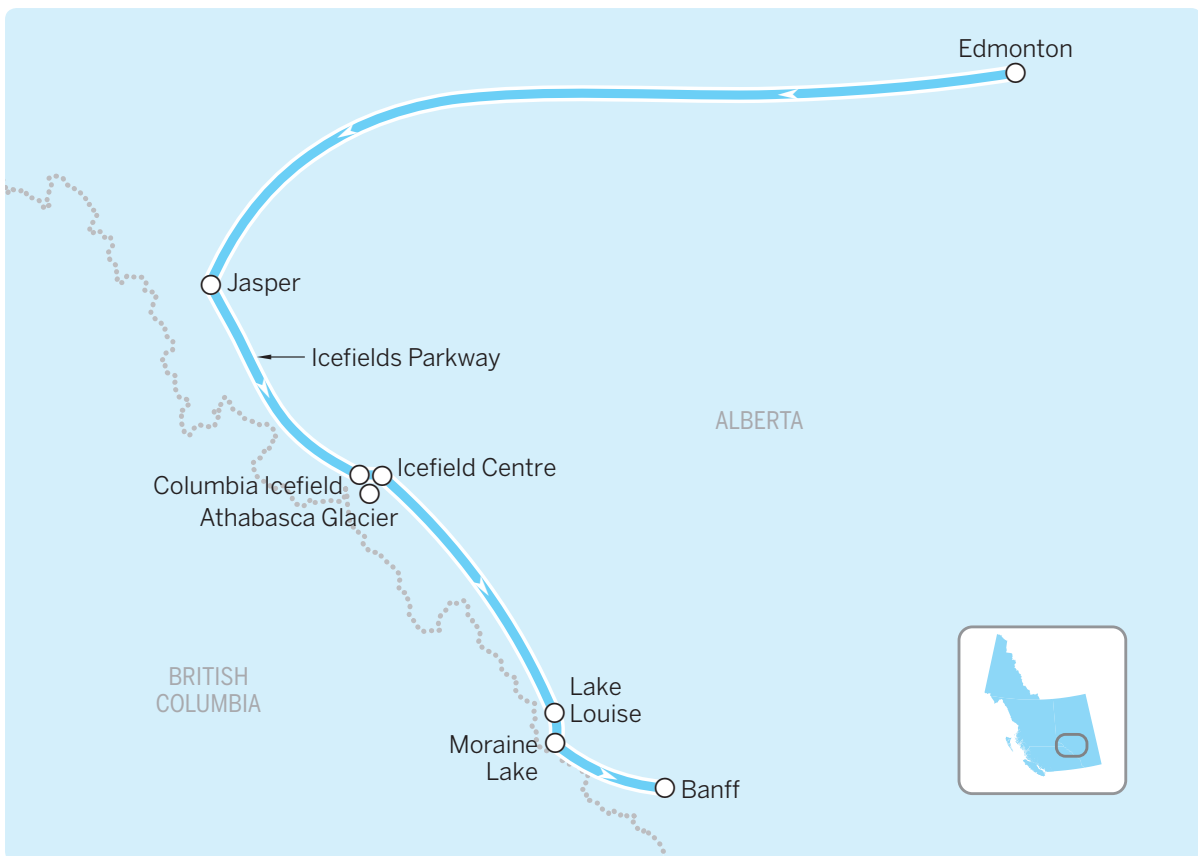 Edmonton
Jasper
Icefields Parkway
ALBERTA
Icefield Centre
Columbia Icefield
Athabasca Glacier
BRITISH
COLUMBIA
Lake
Louise
Moraine
Lake
Banff